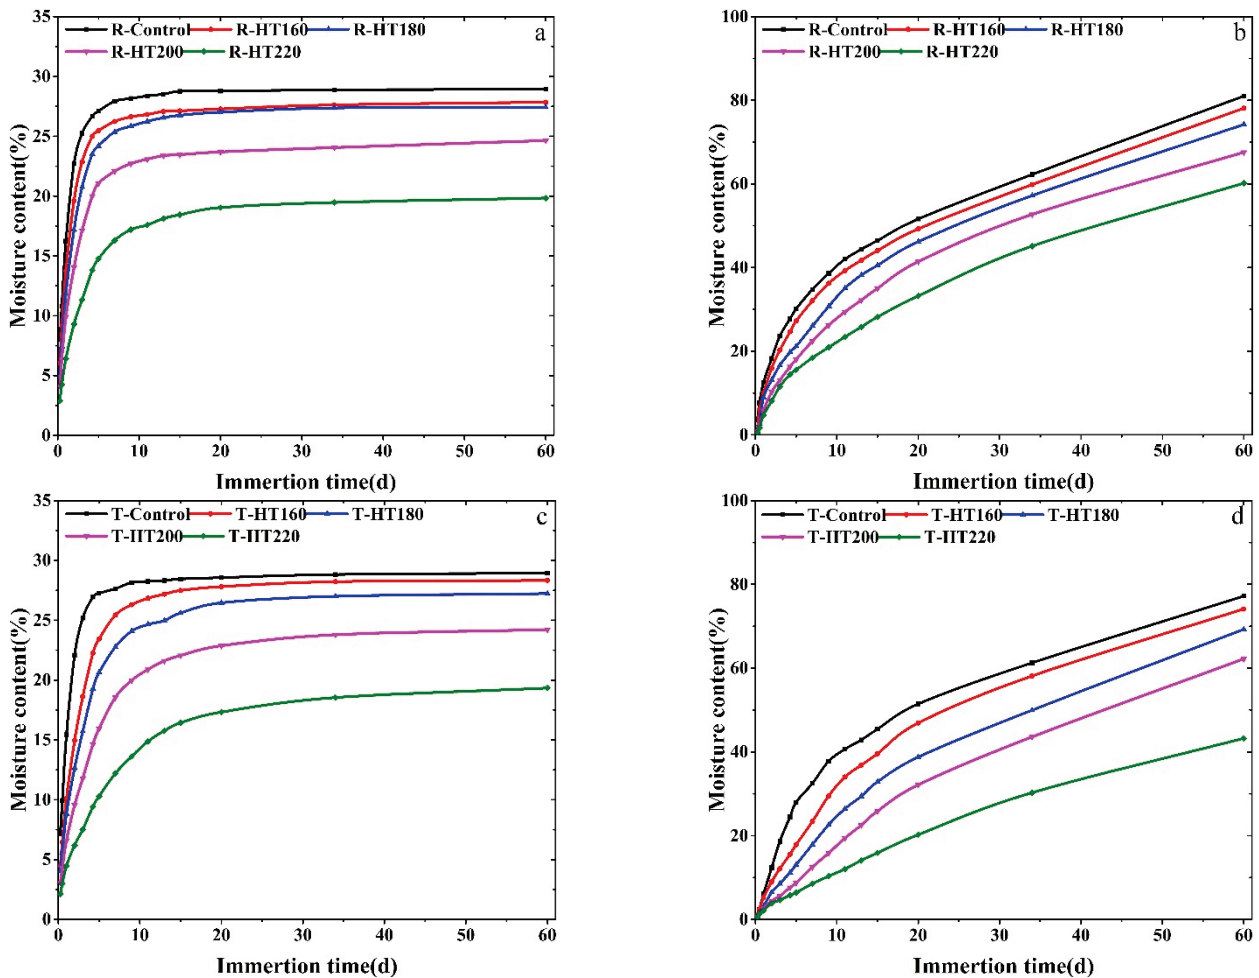 35
30
25
20
15
10
5
0
Moisture content(%)
R-Control R-HT160 R-HT180
R-HT200 R-HT220
a
0 10 20 30 40 50 60
Immertion time(d)
100
80
60
40
20
0
Moisture content(%)
R-Control R-HT160 R-HT180
R-HT200 R-HT220
b
0 10 20 30 40 50 60
Immertion time(d)
35
30
25
20
15
10
5
0
Moisture content(%)
T-Control T-HT160 T-HT180
T-HT200 T-HT220
c
0 10 20 30 40 50 60
Immertion time(d)
100
80
60
40
20
0
Moisture content(%)
T-Control T-HT160 T-HT180
T-HT200 T-HT220
d
0 10 20 30 40 50 60
Immertion time(d)